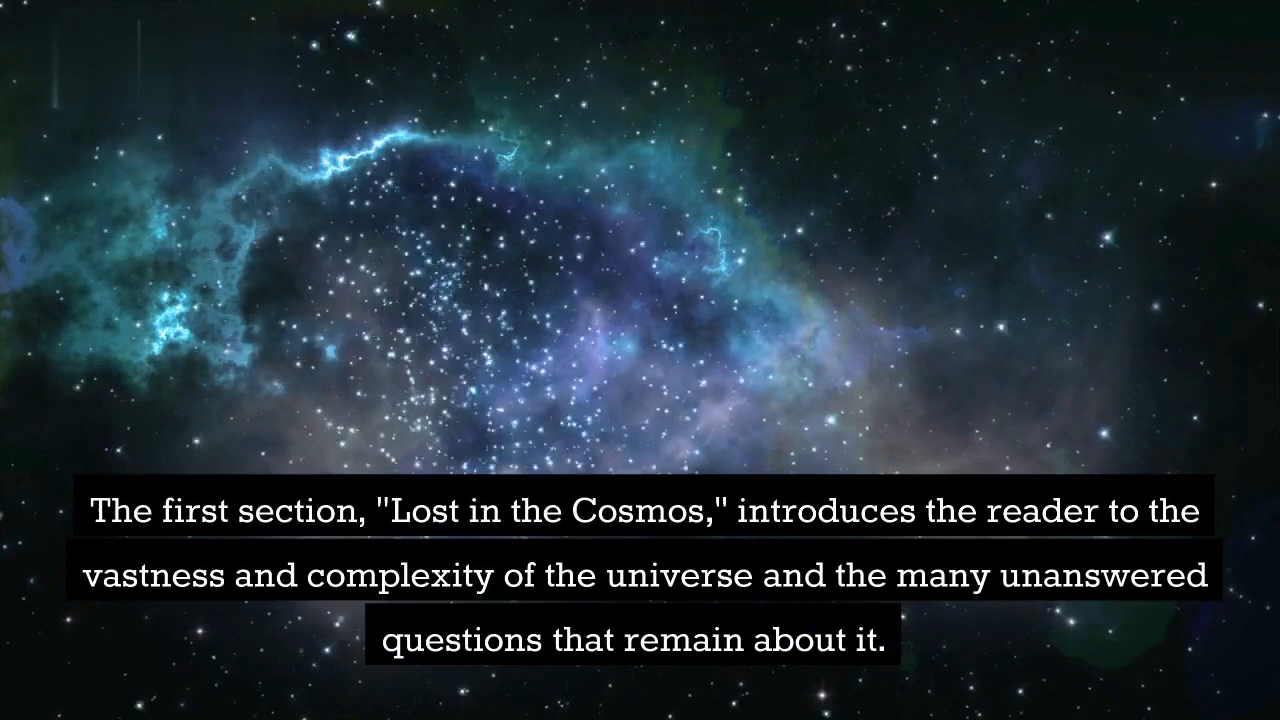 The first section, "Lost in the Cosmos," introduces the reader to the
vastness and complexity of the universe and the many unanswered
questions that remain about it.